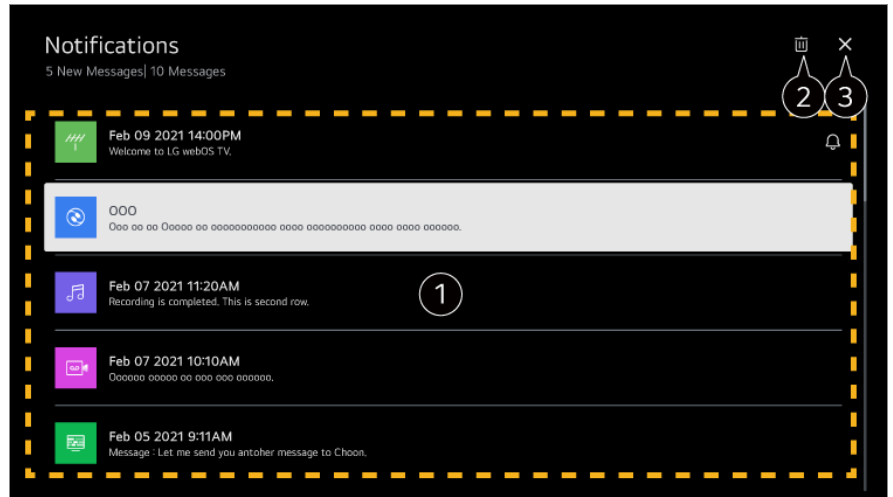 Notifications
5 New Messages| 10 Messages
2
3
Feb 09 2021 14:00PM
Welcome to LG webOS TV.
OOO
Ooo oo oo Ooooo oo ooooooooooo oooo oooooooooo oooo oooo oooooo.
1
Feb 07 2021 11:20AM
Recording is completed. This is second row.
Feb 07 2021 10:10AM
Oooooo ooooo oo ooo ooo oooooo.
Feb 05 2021 9:11AM
Message : Let me send you antoher message to Choon.